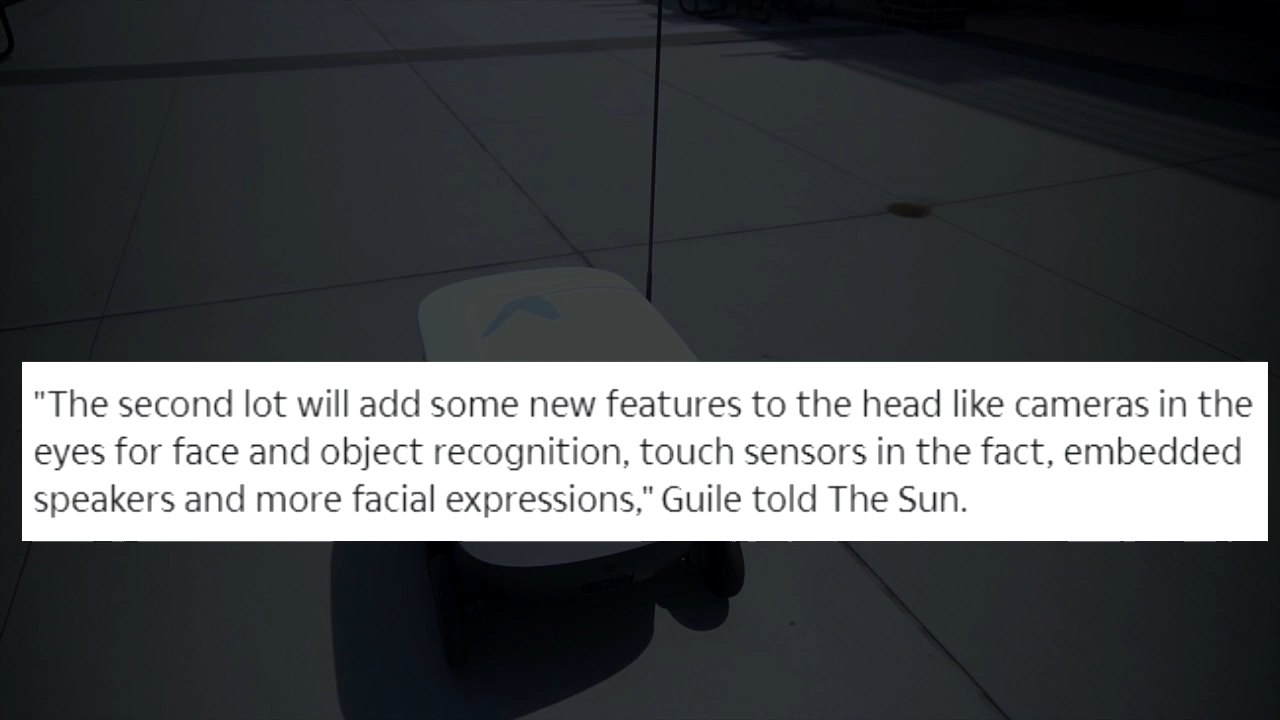 "The second lot will add some new features to the head like cameras in the
eyes for face and object recognition, touch sensors in the fact, embedded
speakers and more facial expressions," Guile told The Sun.